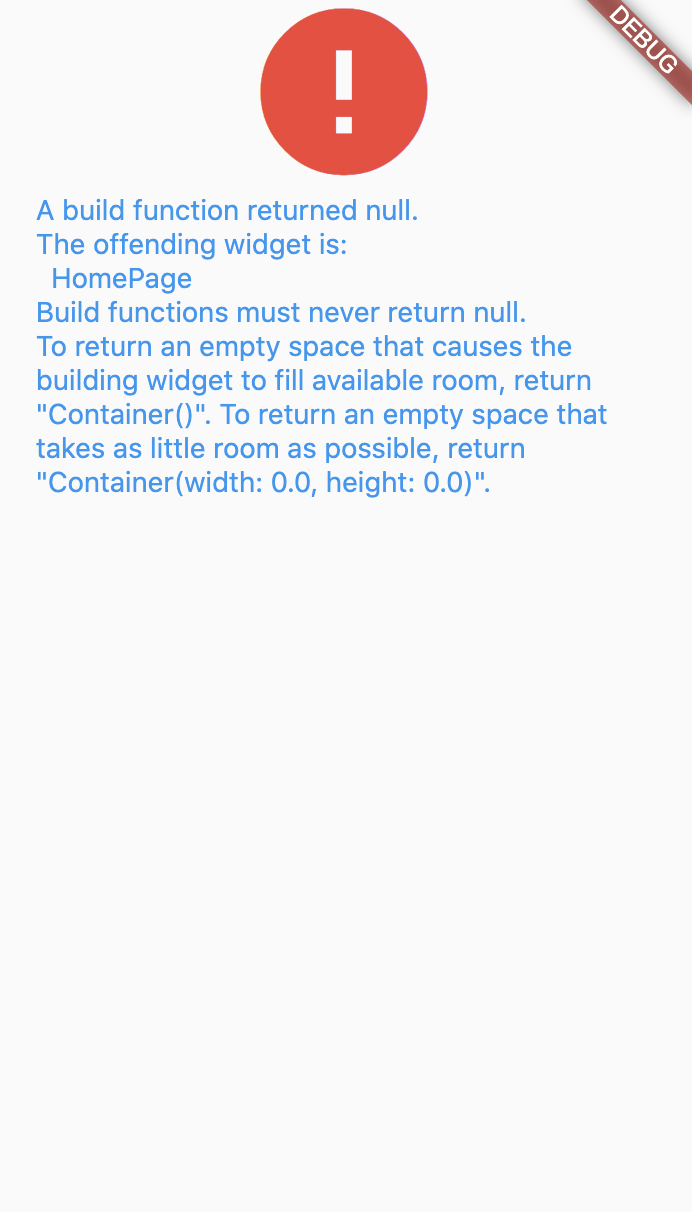 DEBUG
!
A build function returned null.
The offending widget is:
  HomePage
Build functions must never return null.
To return an empty space that causes the
building widget to fill available room, return
"Container()". To return an empty space that
takes as little room as possible, return
"Container(width: 0.0, height: 0.0)".